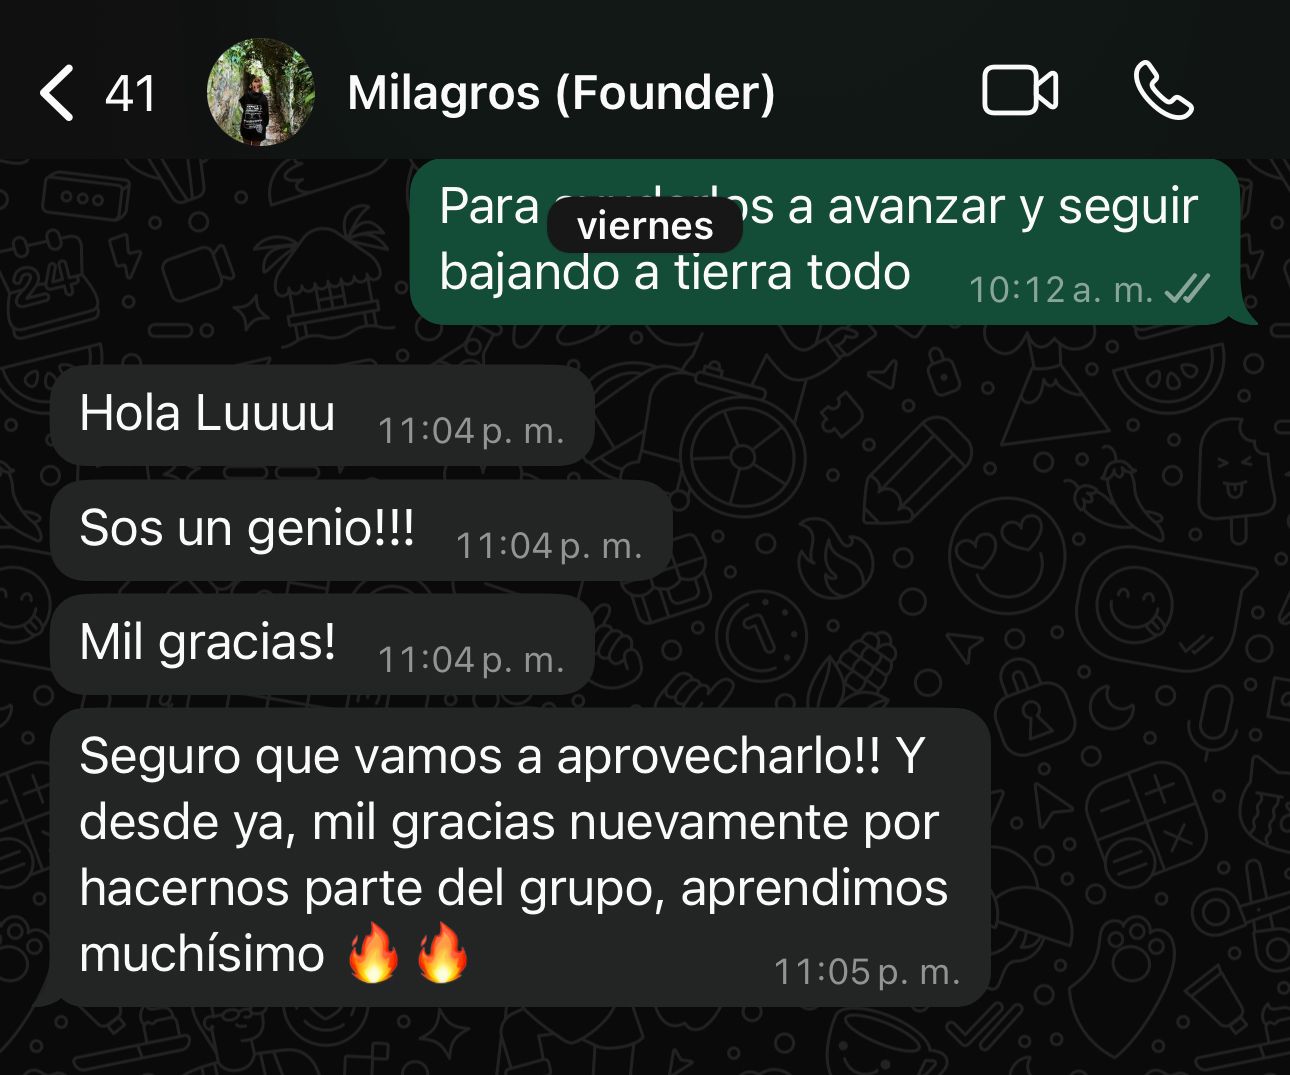 41
Milagros (Founder)
Para a avanzar y seguir
viernes
bajando a tierra todo
10:12 a. m.
Hola Luuuu
11:04 p. m.
Sos un genio!!!
11:04 p. m.
Mil gracias!
11:04 p. m.
Seguro que vamos a aprovecharlo!! Y
desde ya, mil gracias nuevamente por
hacernos parte del grupo, aprendimos
muchísimo 🔥 🔥
11:05 p. m.